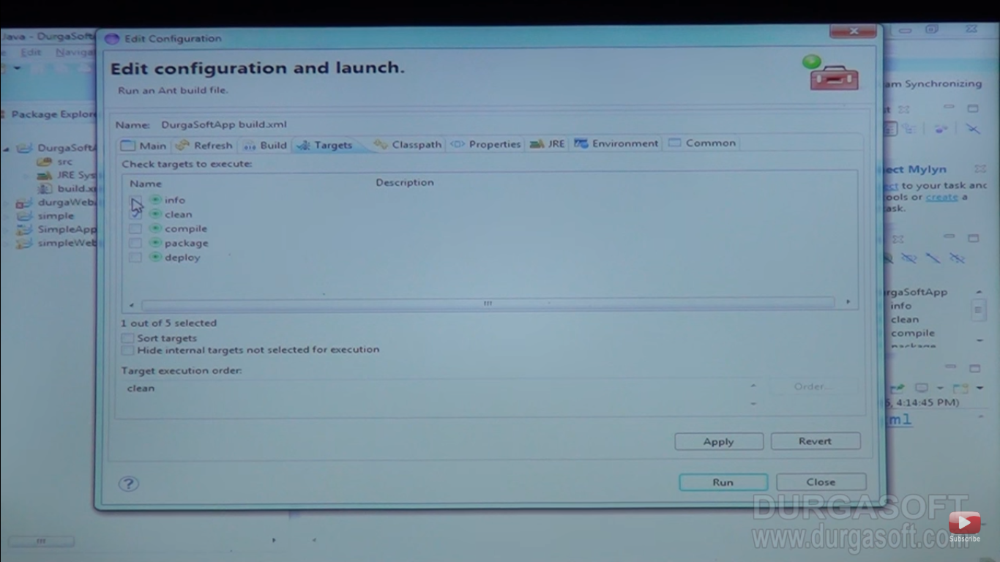 Java - DurgaSoft
Edit Configuration
Edit Naviga
Edit configuration and launch.
Run an Ant build file.
am Synchronizing
Package Explor
Name: DurgaSoftApp build.xml
DurgaSoftA
src
JRE Sys
build.x
durgaWeb
simple
SimpleApp
simpleWeb
Main Refresh Build Targets Classpath Properties JRE Environment Common
Check targets to execute:
Name Description
info
clean
compile
package
deploy
1 out of 5 selected
Sort targets
Hide internal targets not selected for execution
Target execution order:
clean
Order...
Apply Revert
Run Close
ect Mylyn
ct to your task and
ools or create a
ask.
rgaSoftApp
info
clean
compile
package
5, 4:14:45 PM)
ml
DURGASOFT
www.durgasoft.com
Subscribe